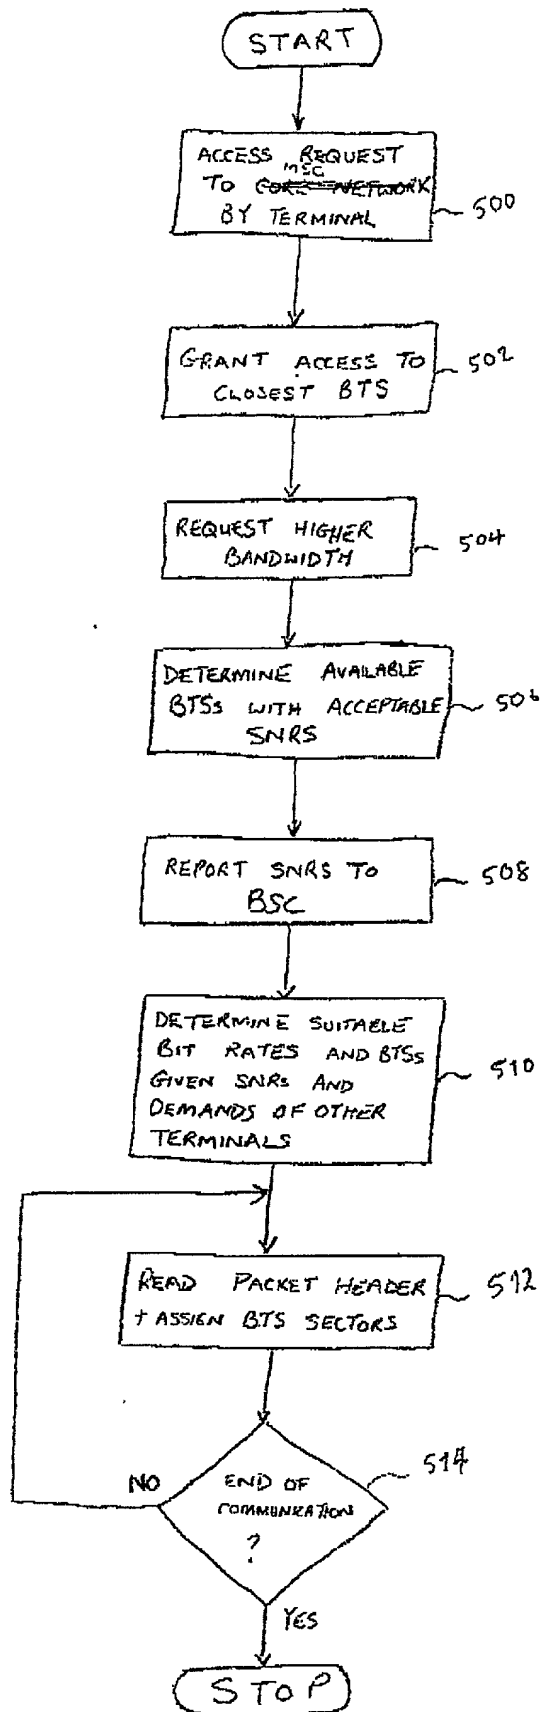 START
ACCESS REQUEST
MSC
TO CORE NETWORK
BY TERMINAL
500
GRANT ACCESS TO
CLOSEST BTS
502
REQUEST HIGHER
BANDWIDTH
504
DETERMINE AVAILABLE
BTSs WITH ACCEPTABLE
SNRS
506
REPORT SNRS TO
BSC
508
DETERMINE SUITABLE
BIT RATES AND BTSs
GIVEN SNRs AND
DEMANDS OF OTHER
TERMINALS
510
READ PACKET HEADER
+ ASSIGN BTS SECTORS
512
END OF
COMMUNICATION
?
514
NO
YES
STOP